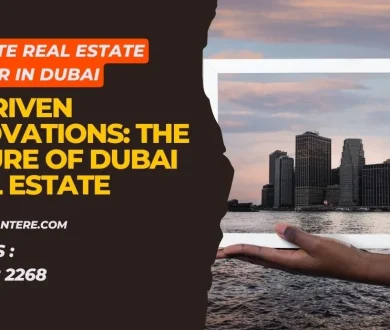 TE REAL ESTATE
R IN DUBAI
RIVEN
OVATIONS: THE
URE OF DUBAI
L ESTATE
NTERE.COM
S :
2268